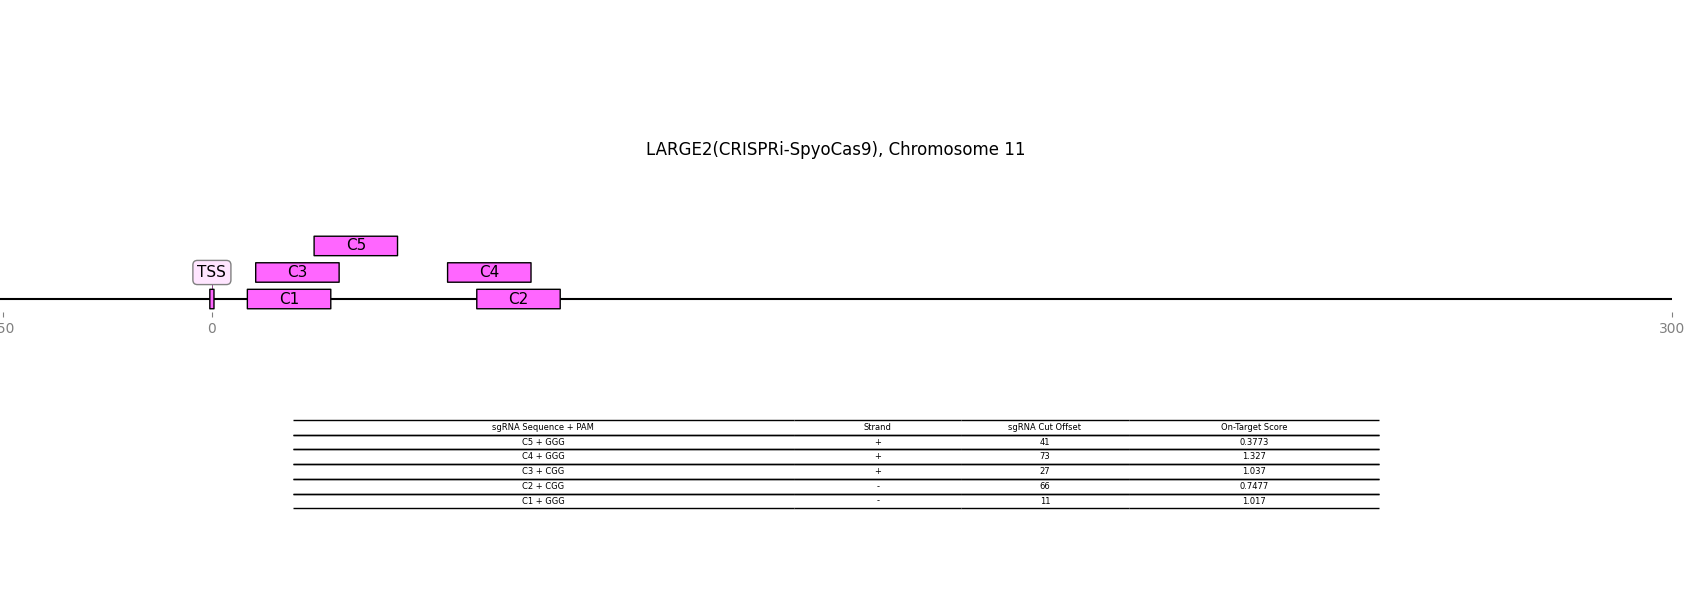 LARGE2(CRISPRi-SpyoCas9), Chromosome 11
C5
TSS C3 C4
C1 C2
50 0 300
sgRNA Sequence + PAM Strand sgRNA Cut Offset On-Target Score
C5 + GGG + 41 0.3773
C4 + GGG + 73 1.327
C3 + CGG + 27 1.037
C2 + CGG - 66 0.7477
C1 + GGG - 11 1.017